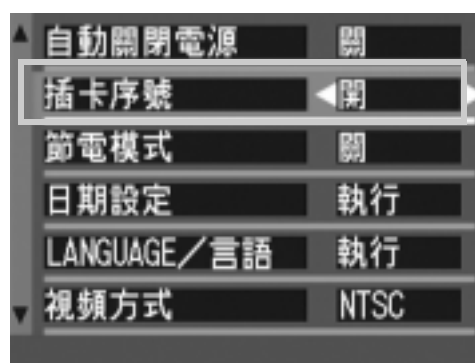 自動關閉電源 關
插卡序號 開
節電模式 關
日期設定 執行
LANGUAGE／言語 執行
視頻方式 NTSC